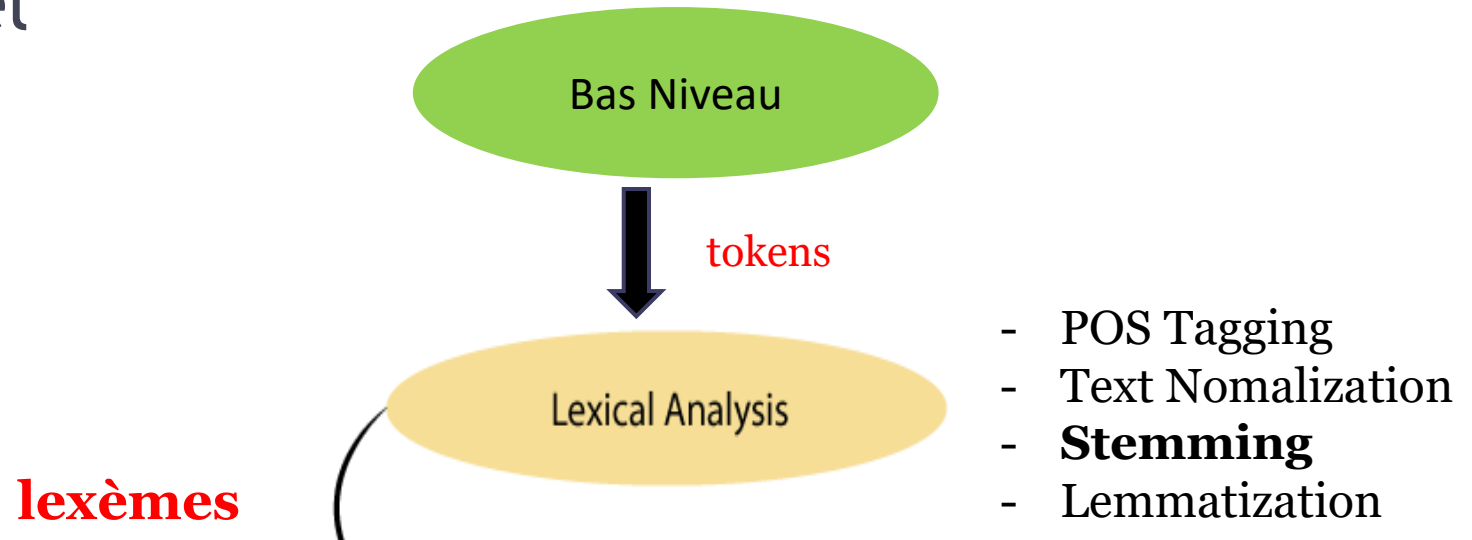 Bas Niveau
tokens
Lexical Analysis
- POS Tagging
- Text Nomalization
- Stemming
- Lemmatization
lexèmes